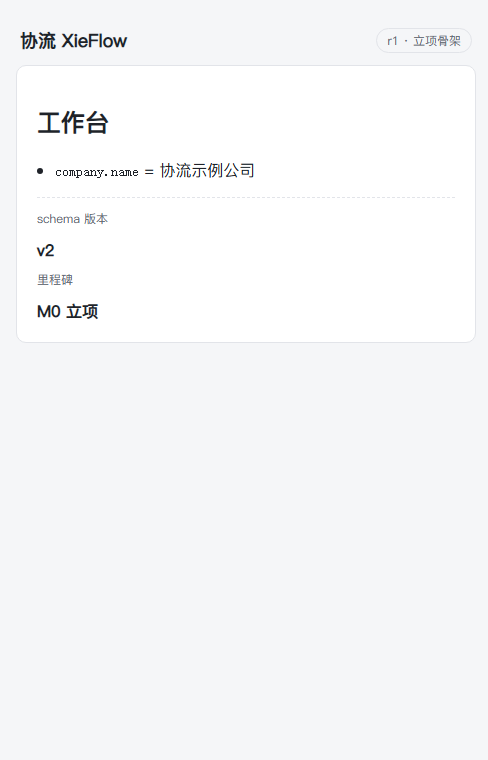 协流 XieFlow
r1 · 立项骨架
工作台
company.name = 协流示例公司
schema 版本
v2
里程碑
M0 立项